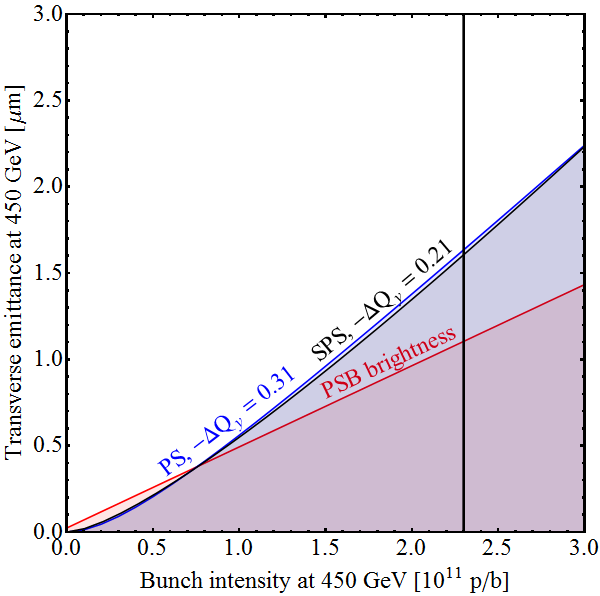 3.0
2.5
2.0
1.5
1.0
0.5
0.0
Transverse emittance at 450 GeV [μm]
SPS, −ΔQy = 0.21
PS, −ΔQy = 0.31
PSB brightness
0.0 0.5 1.0 1.5 2.0 2.5 3.0
Bunch intensity at 450 GeV [10¹¹ p/b]